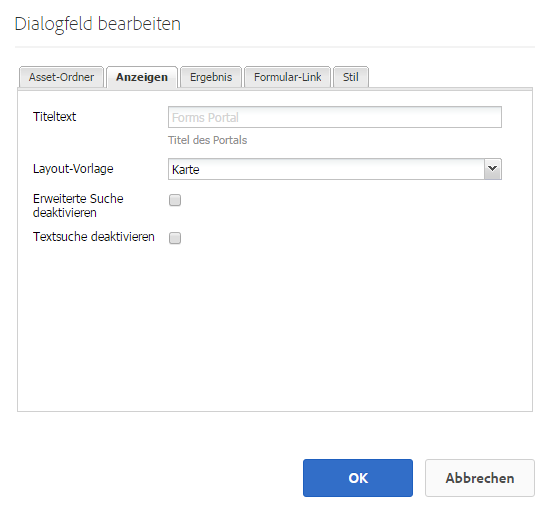 Dialogfeld bearbeiten
Asset-Ordner Anzeigen Ergebnis Formular-Link Stil
Titeltext Forms Portal
Titel des Portals
Layout-Vorlage Karte
Erweiterte Suche
deaktivieren
Textsuche deaktivieren
OK Abbrechen